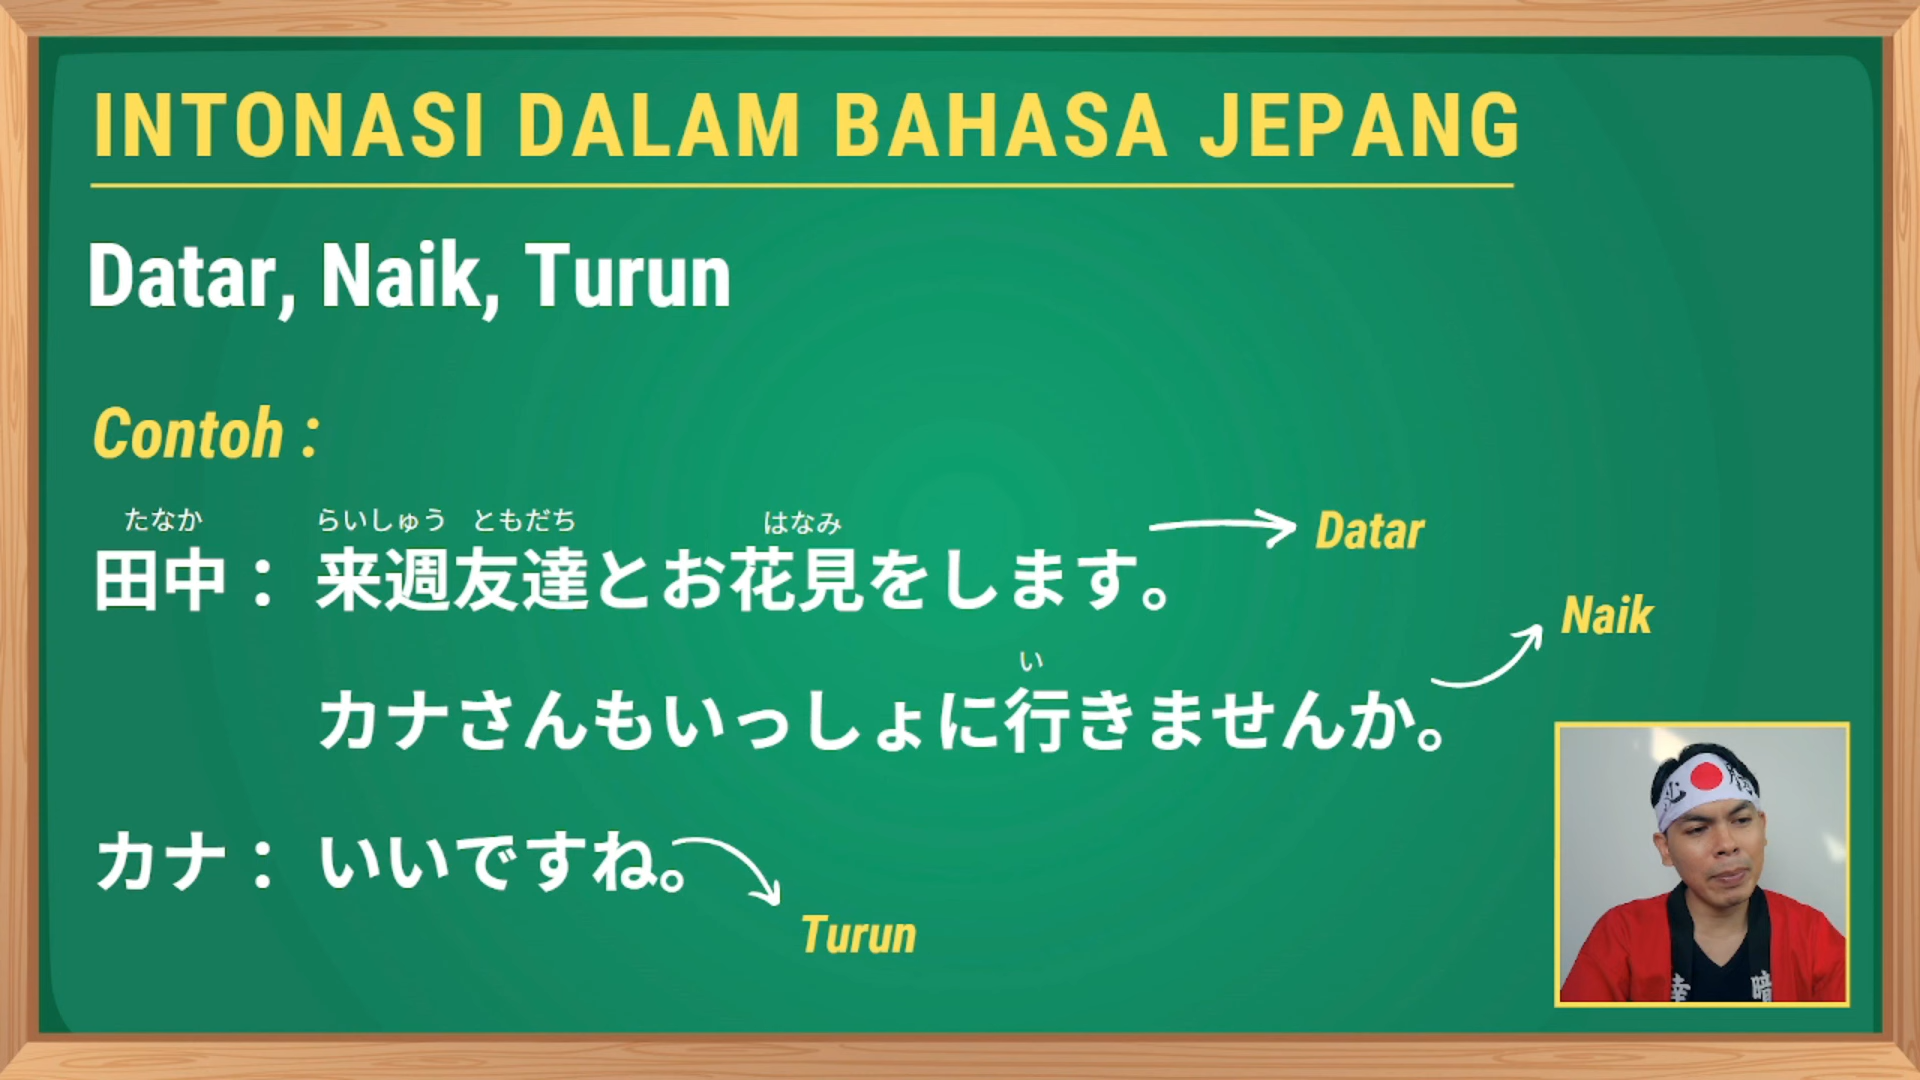 INTONASI DALAM BAHASA JEPANG
Datar, Naik, Turun
Contoh :
たなか らいしゅう ともだち はなみ
田中： 来週友達とお花見をします。 Datar
い
カナさんもいっしょに行きませんか。 Naik
カナ： いいですね。
Turun